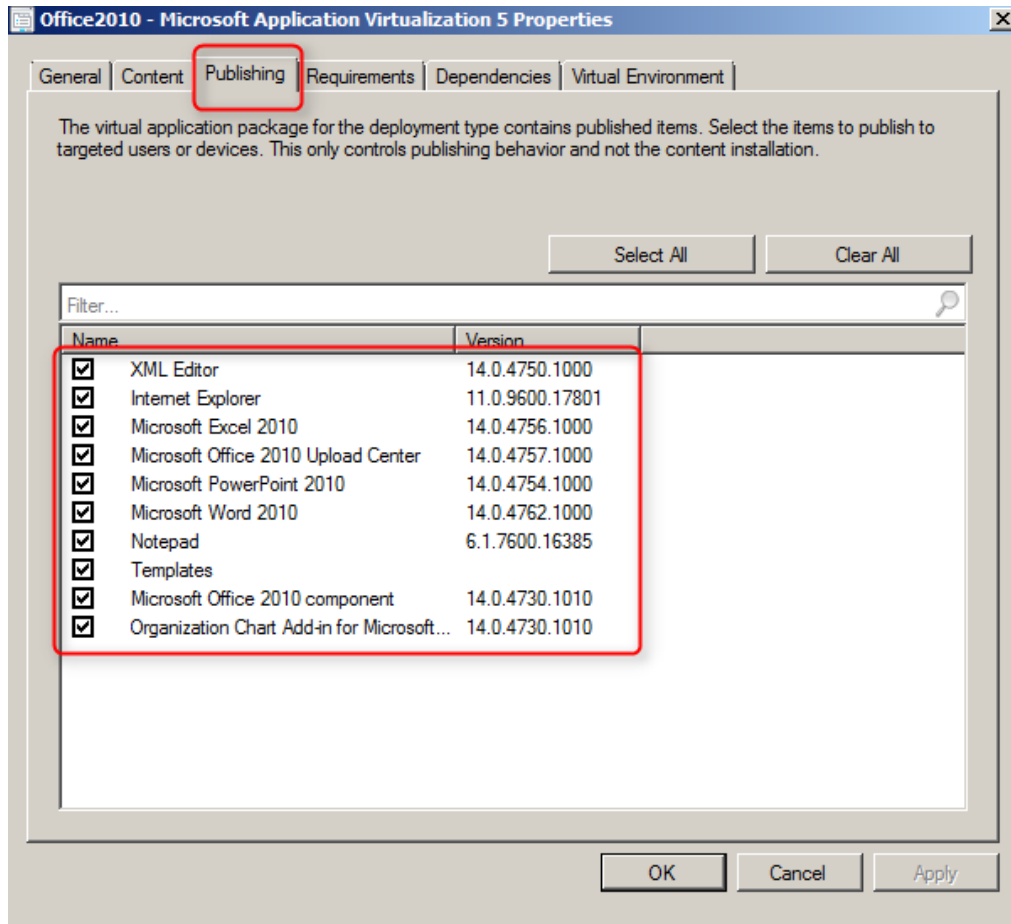 Office2010 - Microsoft Application Virtualization 5 Properties
General Content Publishing Requirements Dependencies Virtual Environment
The virtual application package for the deployment type contains published items. Select the items to publish to
targeted users or devices. This only controls publishing behavior and not the content installation.
Select All Clear All
Filter...
Name Version
XML Editor 14.0.4750.1000
Internet Explorer 11.0.9600.17801
Microsoft Excel 2010 14.0.4756.1000
Microsoft Office 2010 Upload Center 14.0.4757.1000
Microsoft PowerPoint 2010 14.0.4754.1000
Microsoft Word 2010 14.0.4762.1000
Notepad 6.1.7600.16385
Templates
Microsoft Office 2010 component 14.0.4730.1010
Organization Chart Add-in for Microsoft... 14.0.4730.1010
OK Cancel Apply